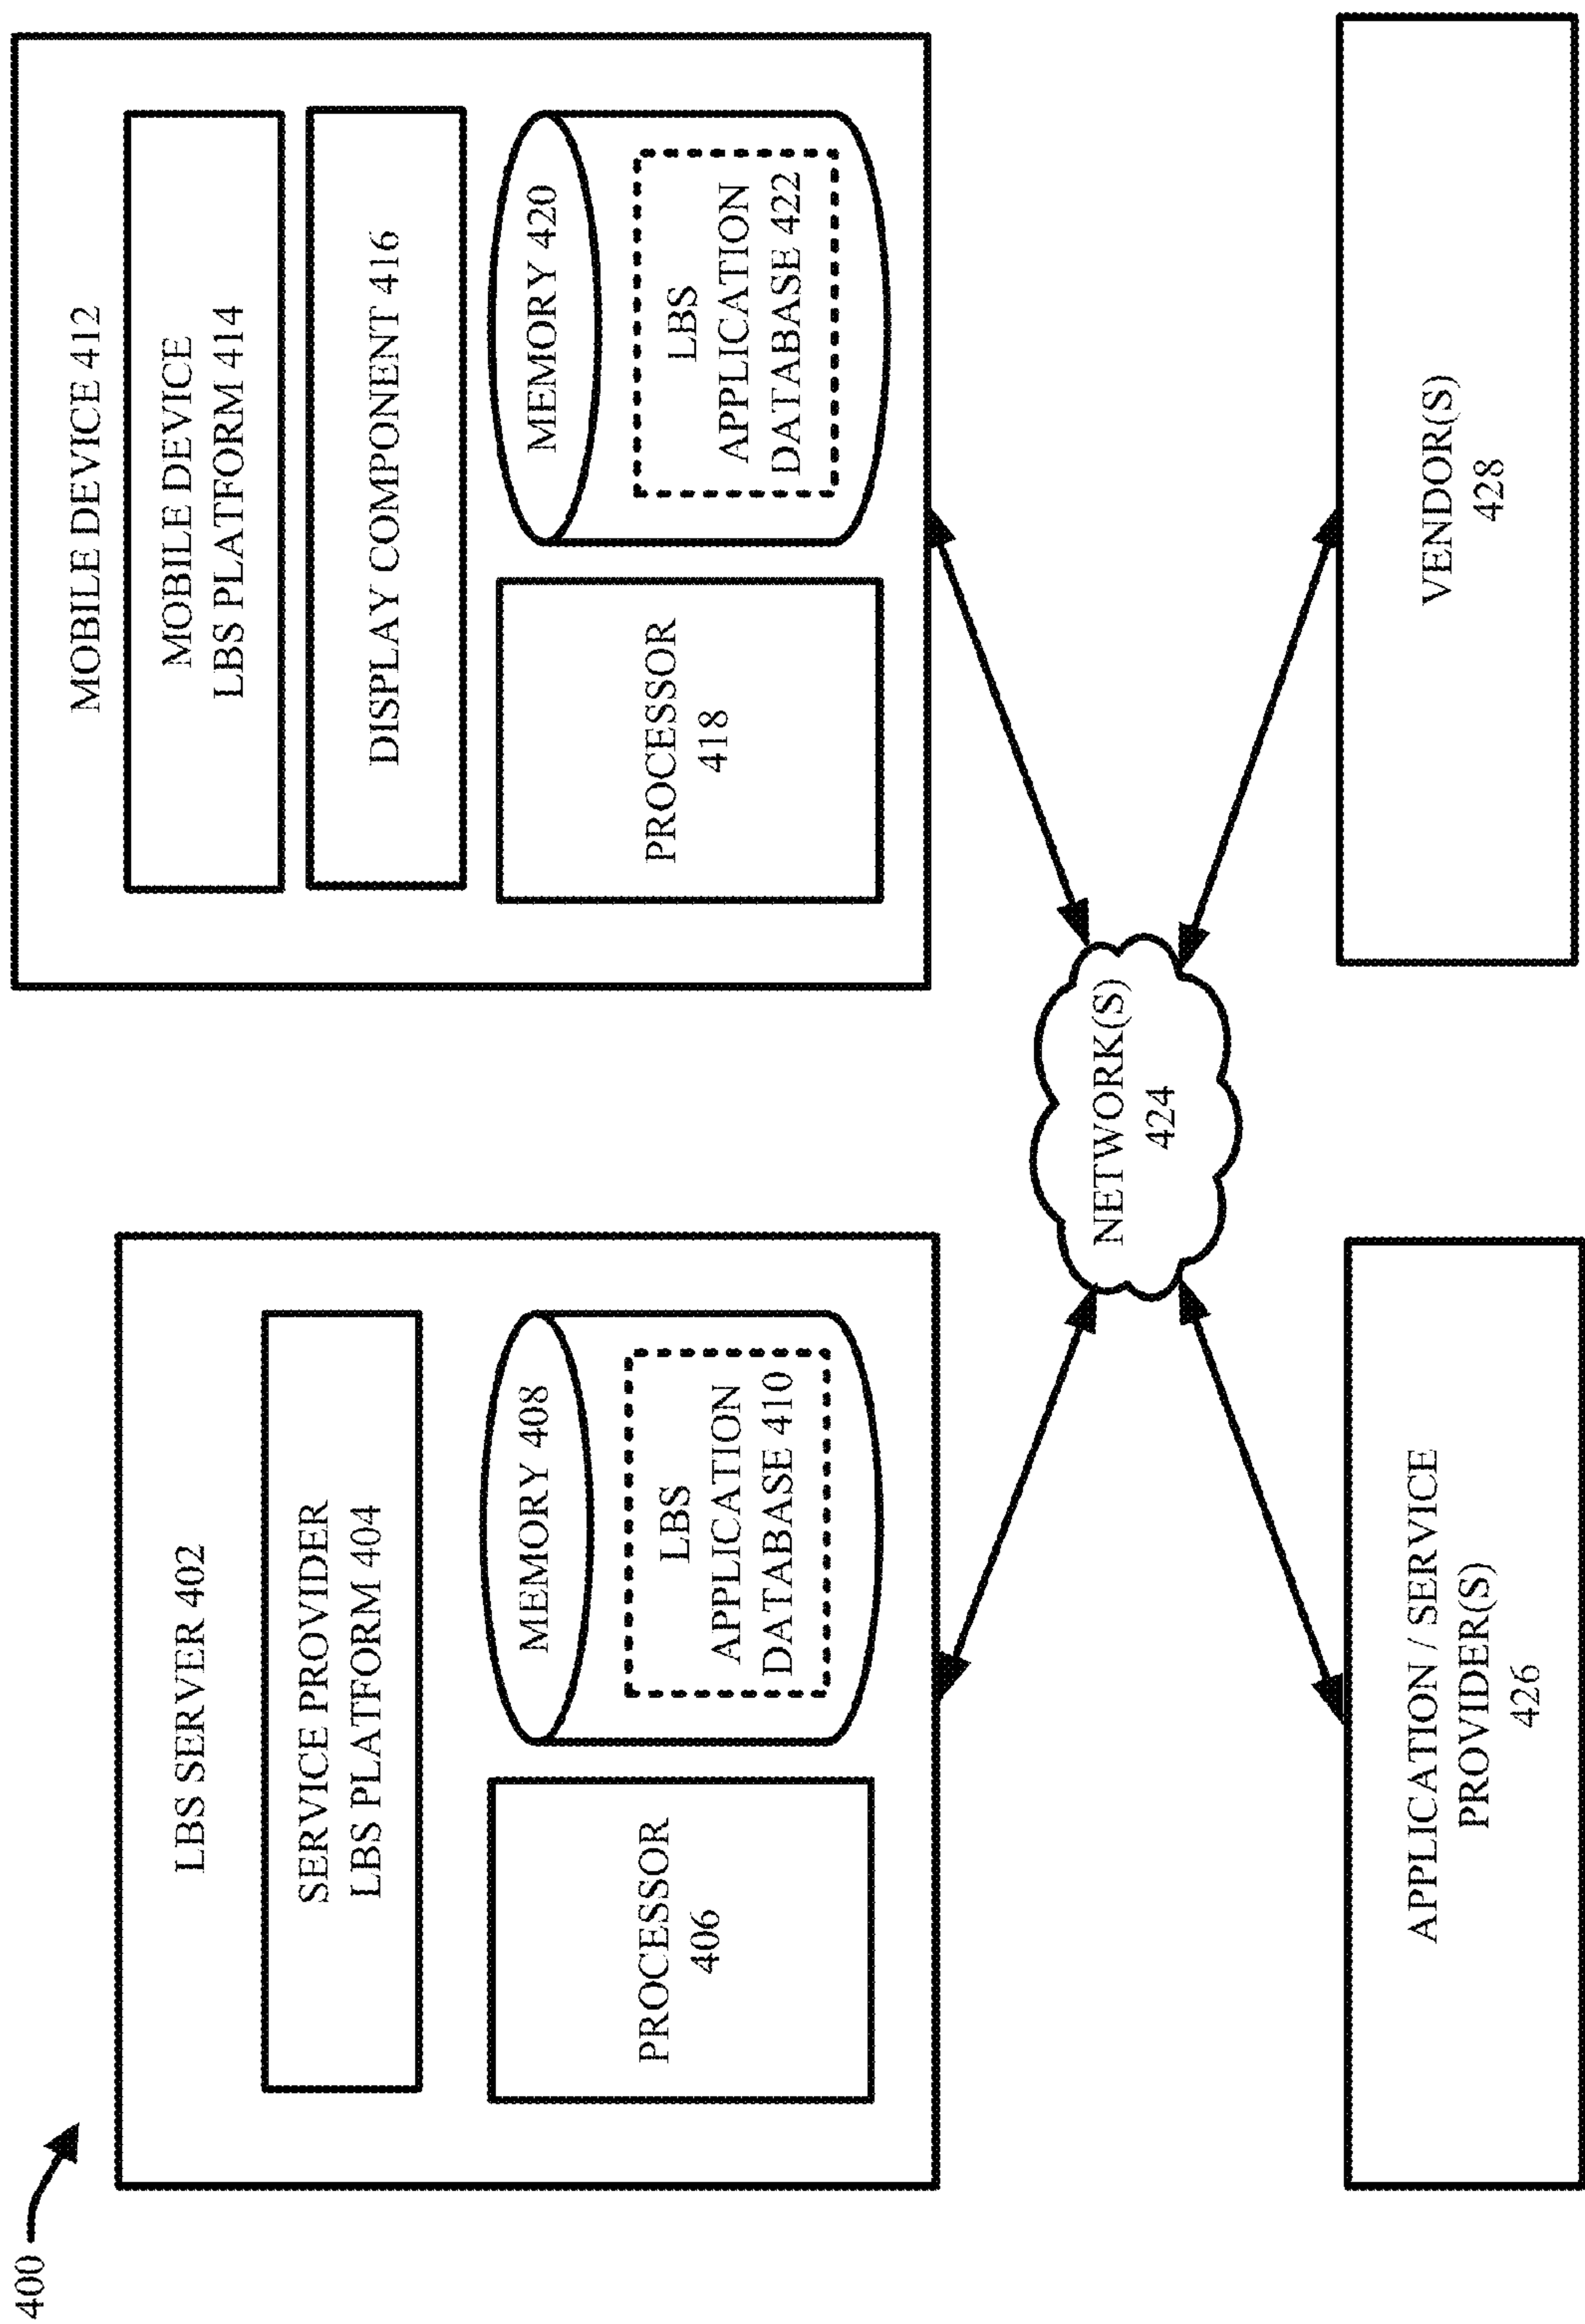 400
LBS SERVER 402
SERVICE PROVIDER
LBS PLATFORM 404
PROCESSOR
406
MEMORY 408
LBS
APPLICATION
DATABASE 410
MOBILE DEVICE 412
MOBILE DEVICE
LBS PLATFORM 414
DISPLAY COMPONENT 416
PROCESSOR
418
MEMORY 420
LBS
APPLICATION
DATABASE 422
NETWORK(S)
424
APPLICATION / SERVICE
PROVIDER(S)
426
VENDOR(S)
428